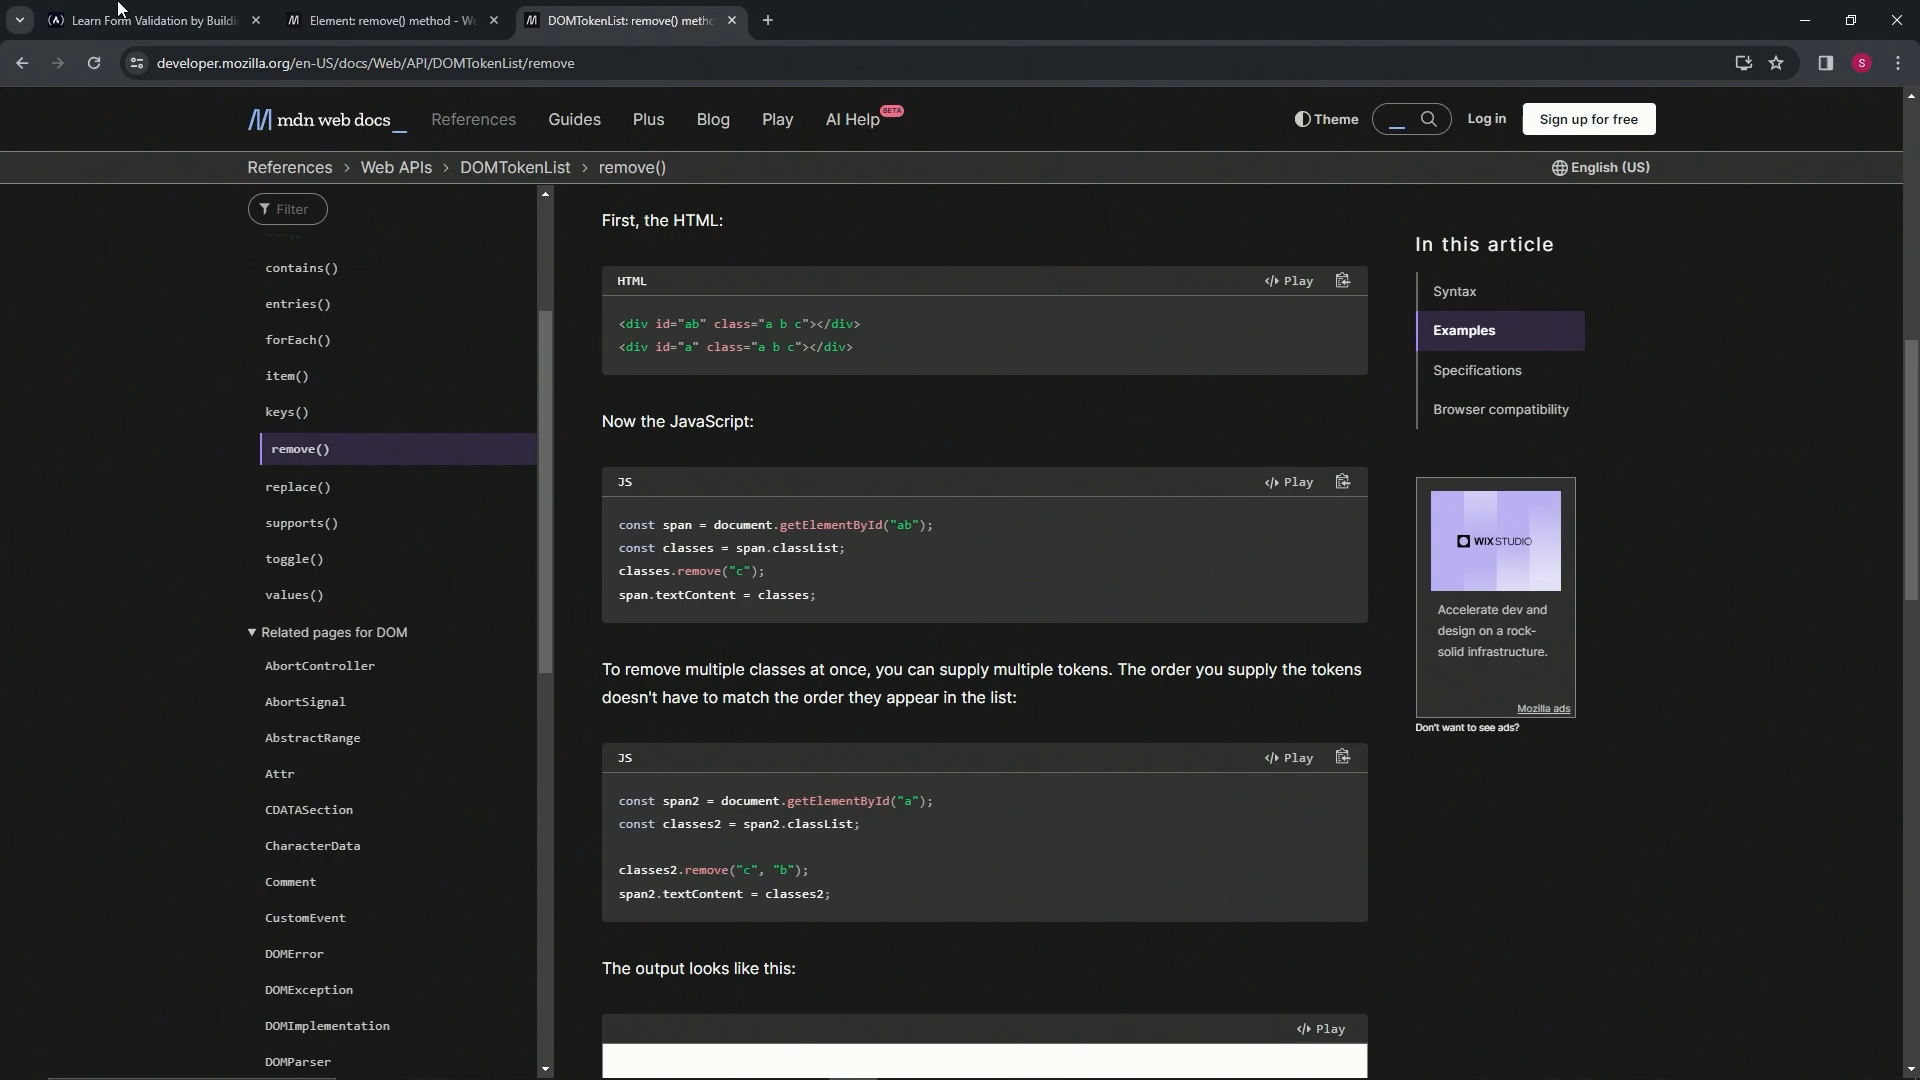 Learn Form Validation by Buildi
Element: remove() method - We
DOMTokenList: remove() metho
developer.mozilla.org/en-US/docs/Web/API/DOMTokenList/remove
S
mdn web docs_
References
Guides
Plus
Blog
Play
AI Help
BETA
Theme
Log in
Sign up for free
References > Web APIs > DOMTokenList > remove()
English (US)
Filter
contains()
entries()
forEach()
item()
keys()
remove()
replace()
supports()
toggle()
values()
Related pages for DOM
AbortController
AbortSignal
AbstractRange
Attr
CDATASection
CharacterData
Comment
CustomEvent
DOMError
DOMException
DOMImplementation
DOMParser
First, the HTML:
HTML
Play
<div id="ab" class="a b c"></div>
<div id="a" class="a b c"></div>
Now the JavaScript:
JS
Play
const span = document.getElementById("ab");
const classes = span.classList;
classes.remove("c");
span.textContent = classes;
To remove multiple classes at once, you can supply multiple tokens. The order you supply the tokens
doesn't have to match the order they appear in the list:
JS
Play
const span2 = document.getElementById("a");
const classes2 = span2.classList;
classes2.remove("c", "b");
span2.textContent = classes2;
The output looks like this:
Play
In this article
Syntax
Examples
Specifications
Browser compatibility
WIX STUDIO
Accelerate dev and
design on a rock-
solid infrastructure.
Mozilla ads
Don't want to see ads?